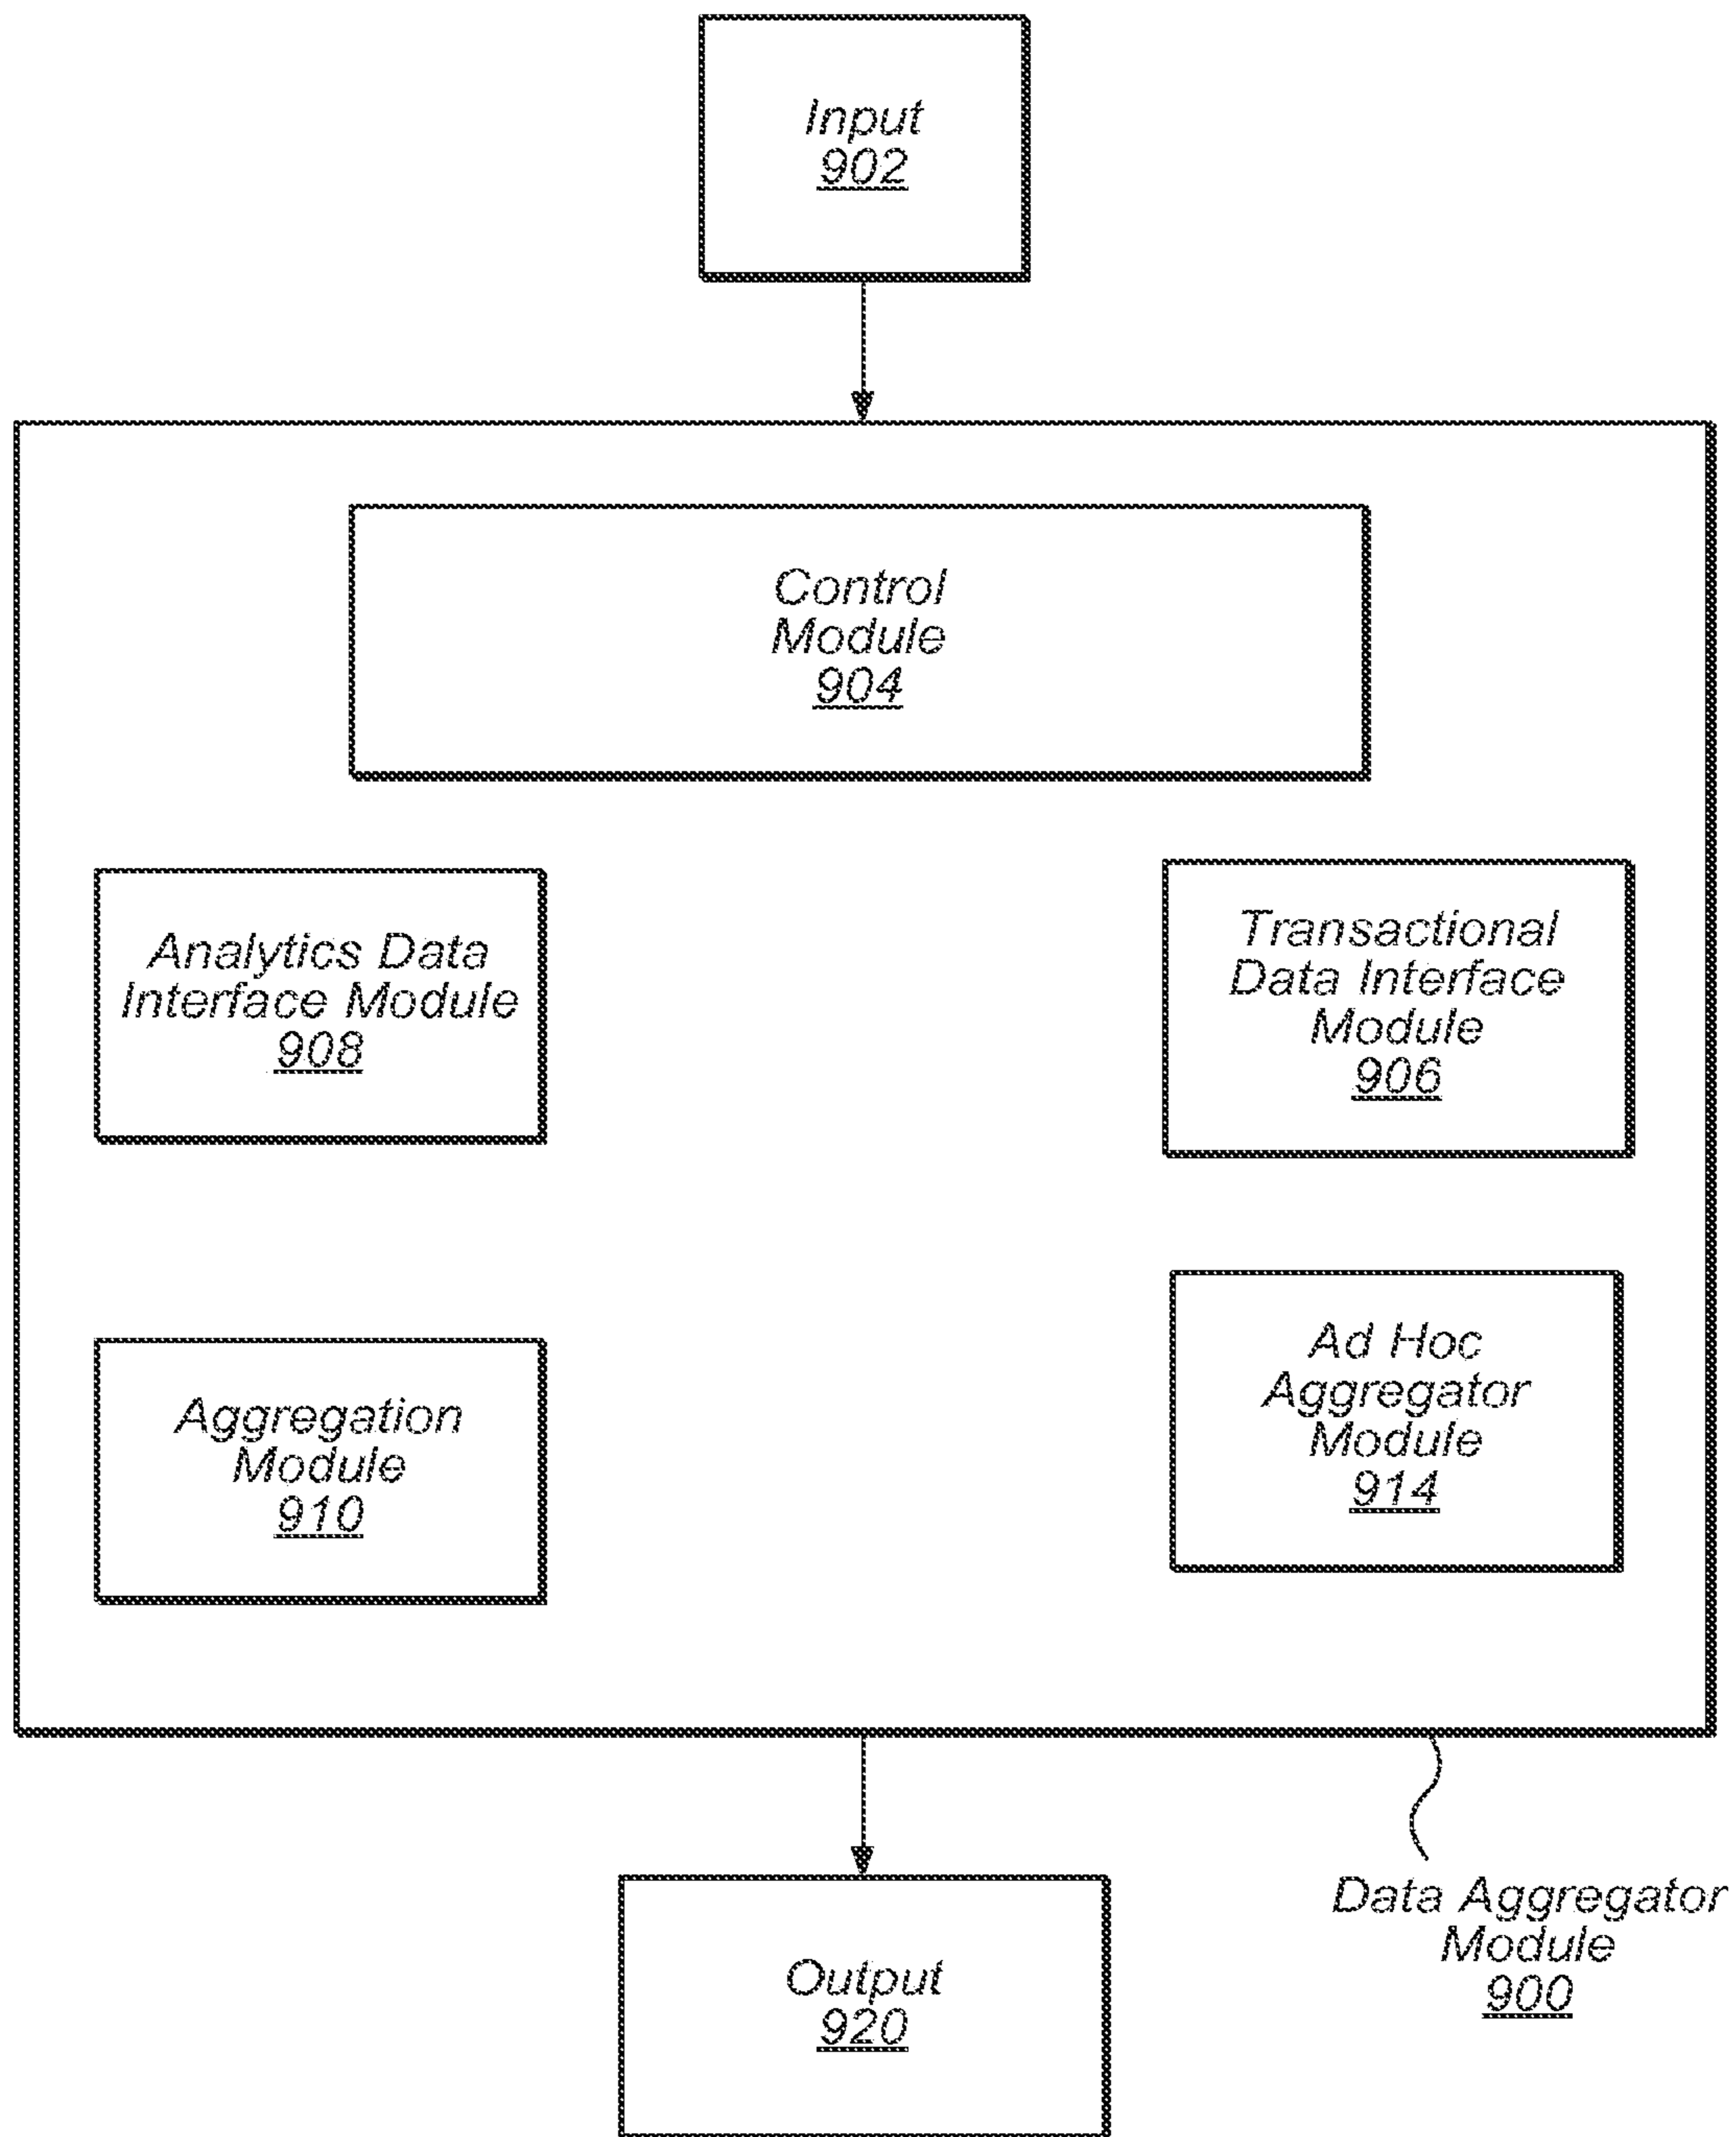 Input
902
Control
Module
904
Analytics Data
Interface Module
908
Transactional
Data Interface
Module
906
Aggregation
Module
910
Ad Hoc
Aggregator
Module
914
Output
920
Data Aggregator
Module
900